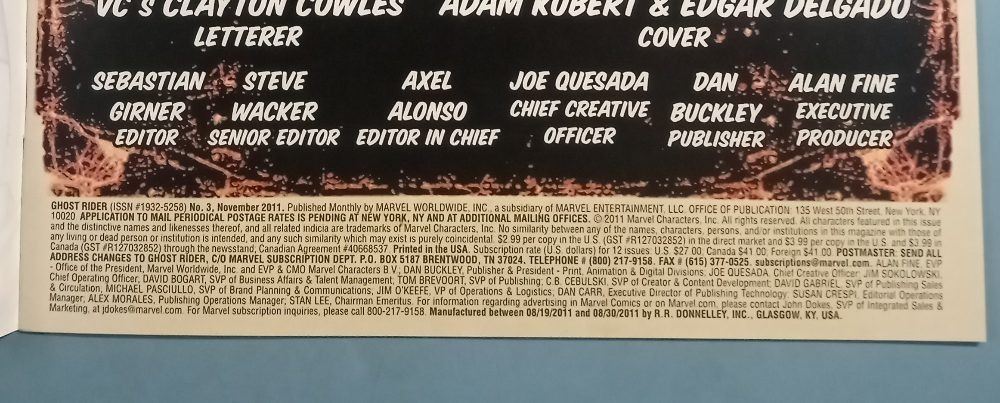 VC's CLAYTON COWLES ADAM KUBERT & EDGAR DELGADO
LETTERER COVER
SEBASTIAN STEVE AXEL JOE QUESADA DAN ALAN FINE
GIRNER WACKER ALONSO CHIEF CREATIVE BUCKLEY EXECUTIVE
EDITOR SENIOR EDITOR EDITOR IN CHIEF OFFICER PUBLISHER PRODUCER
GHOST RIDER (ISSN #1932-5258) No. 3, November 2011. Published Monthly by MARVEL WORLDWIDE, INC., a subsidiary of MARVEL ENTERTAINMENT, LLC. OFFICE OF PUBLICATION: 135 West 50th Street, New York, NY
10020. APPLICATION TO MAIL PERIODICAL POSTAGE RATES IS PENDING AT NEW YORK, NY AND AT ADDITIONAL MAILING OFFICES. © 2011 Marvel Characters, Inc. All rights reserved. All characters featured in this issue
and the distinctive names and likenesses thereof, and all related indicia are trademarks of Marvel Characters, Inc. No similarity between any of the names, characters, persons, and/or institutions in this magazine with those of
any living or dead person or institution is intended, and any such similarity which may exist is purely coincidental. $2.99 per copy in the U.S. (GST #R127032852) in the direct market and $3.99 per copy in the U.S. and $3.99 in
Canada (GST #R127032852) through the newsstand, Canadian Agreement #40668537. Printed in the USA. Subscription rate (U.S. dollars) for 12 issues: U.S. $27.00; Canada $41.00; Foreign $41.00. POSTMASTER: SEND ALL
ADDRESS CHANGES TO GHOST RIDER, C/O MARVEL SUBSCRIPTION DEPT. P.O. BOX 5187 BRENTWOOD, TN 37024. TELEPHONE # (800) 217-9158. FAX # (615) 377-0525. subscriptions@marvel.com. ALAN FINE, EVP
- Office of the President, Marvel Worldwide, Inc. and EVP & CMO Marvel Characters B.V.; DAN BUCKLEY, Publisher & President - Print, Animation & Digital Divisions; JOE QUESADA, Chief Creative Officer; JIM SOKOLOWSKI,
Chief Operating Officer; DAVID BOGART, SVP of Business Affairs & Talent Management; TOM BREVOORT, SVP of Publishing; C.B. CEBULSKI, SVP of Creator & Content Development; DAVID GABRIEL, SVP of Publishing Sales
& Circulation; MICHAEL PASCIULLO, SVP of Brand Planning & Communications; JIM O'KEEFE, VP of Operations & Logistics; DAN CARR, Executive Director of Publishing Technology; SUSAN CRESPI, Editorial Operations
Manager; ALEX MORALES, Publishing Operations Manager; STAN LEE, Chairman Emeritus. For information regarding advertising in Marvel Comics or on Marvel.com, please contact John Dokes, SVP of Integrated Sales &
Marketing, at jdokes@marvel.com. For Marvel subscription inquiries, please call 800-217-9158. Manufactured between 08/19/2011 and 08/30/2011 by R.R. DONNELLEY, INC., GLASGOW, KY, USA.